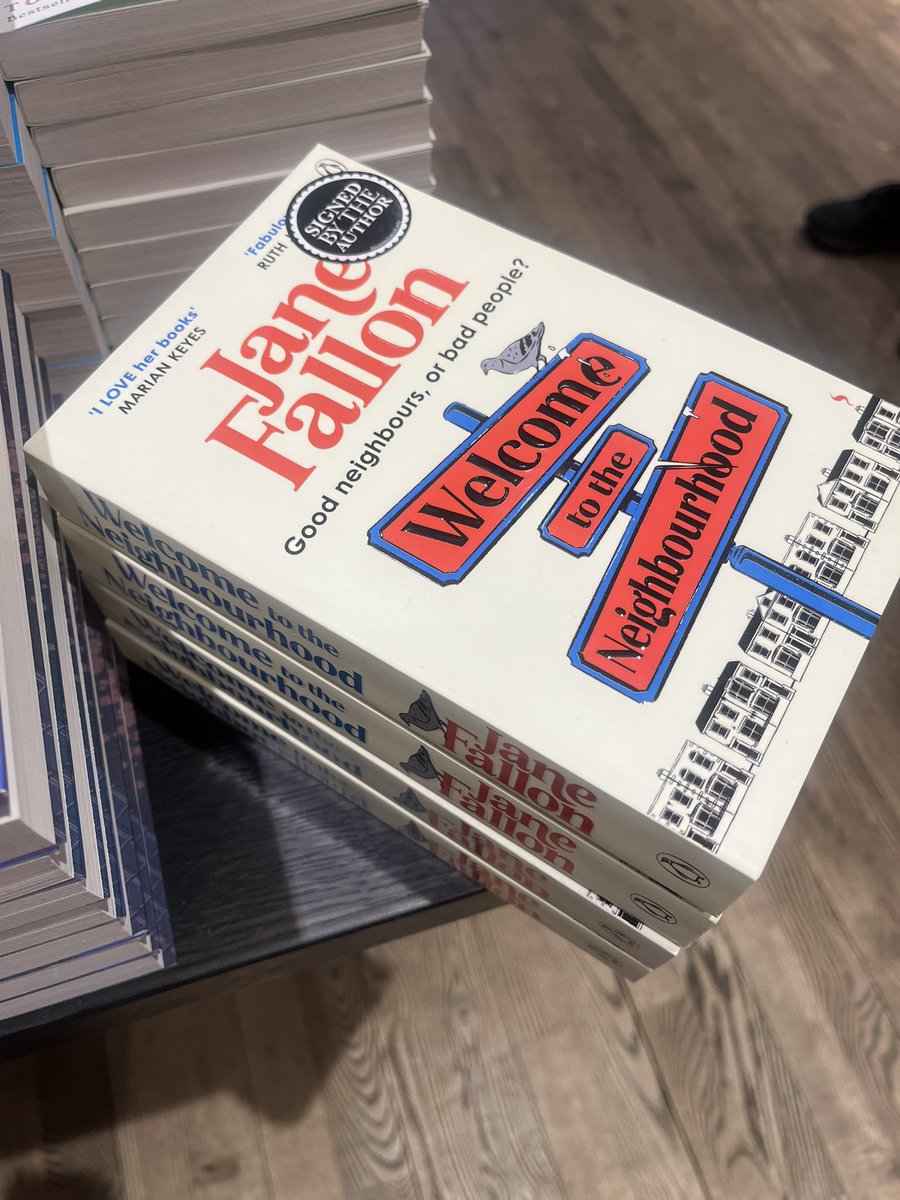 Bestsell
SIGNED
BY THE
AUTHOR
'Fabulo
RUTH
'I LOVE her books'
MARIAN KEYES
Jane
Fallon
Good neighbours, or bad people?
Welcome
to the
Neighbourhood
Welcome to the
Neighbourhood
Jane
Fallon
Welcome to the
Neighbourhood
Jane
Fallon